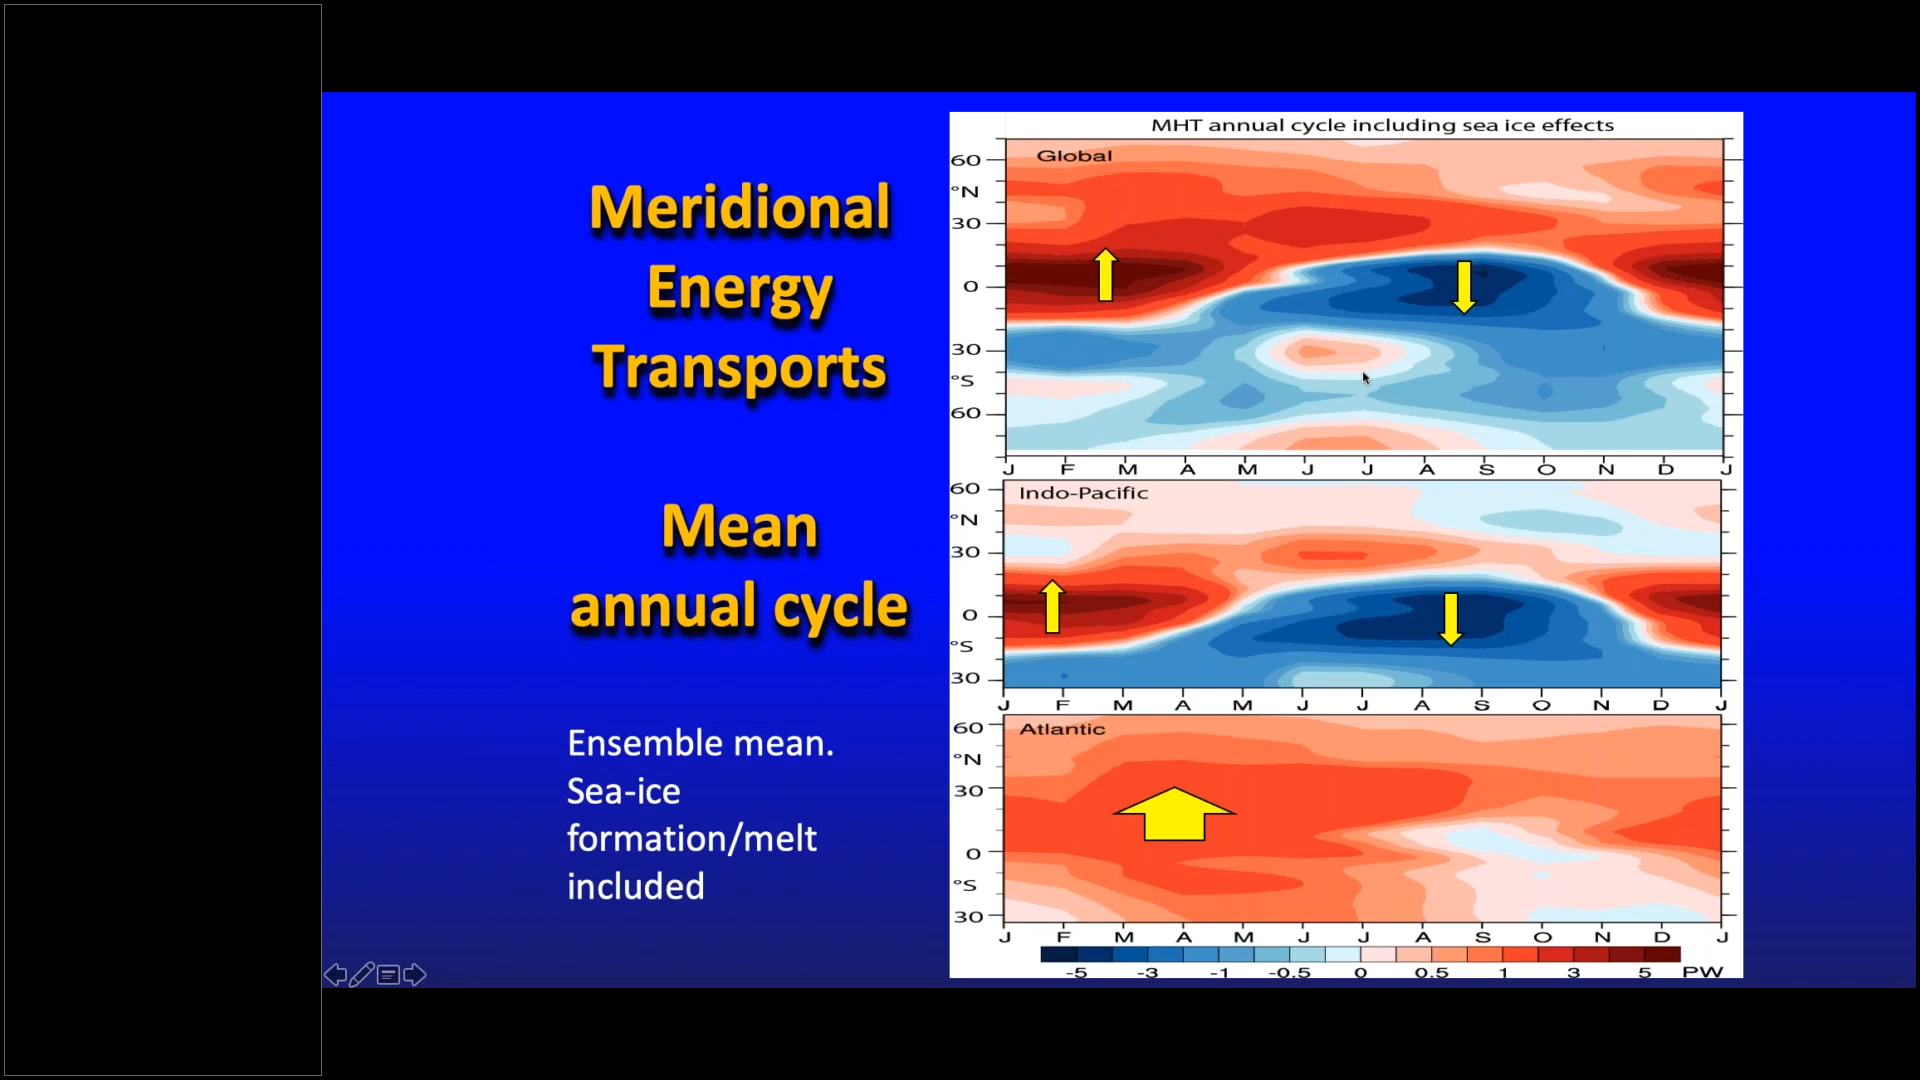 Meridional
Energy
Transports
Mean
annual cycle
Ensemble mean.
Sea-ice
formation/melt
included
MHT annual cycle including sea ice effects
Global
60
°N
30
0
30
°S
60
J F M A M J J A S O N D J
Indo-Pacific
60
°N
30
0
°S
30
J F M A M J J A S O N D J
Atlantic
60
°N
30
0
°S
30
J F M A M J J A S O N D J
-5 -3 -1 -0.5 0 0.5 1 3 5 PW